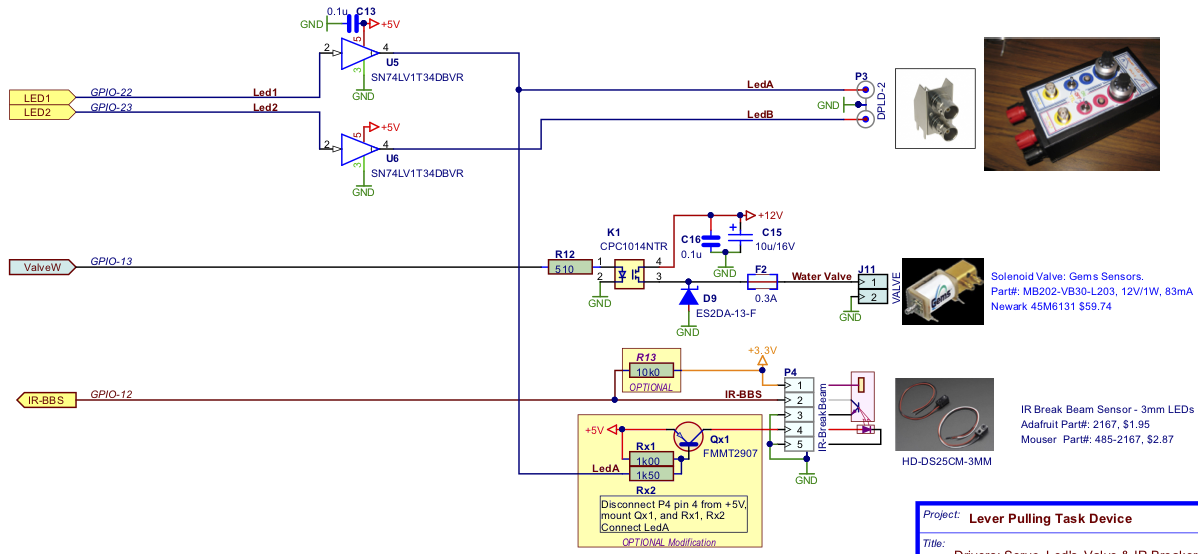 0.1u C13
GND +5V
5
2 4
U5
3 SN74LV1T34DBVR
GND
LED1 GPIO-22 Led1
LED2 GPIO-23 Led2
+5V
5
2 4
U6
3 SN74LV1T34DBVR
GND
LedA P3
GND DPLD-2
LedB
+12V
K1
CPC1014NTR
C16 C15
0.1u 10u/16V
GND
ValveW GPIO-13 R12
510
1 4
2 3
GND
D9
ES2DA-13-F
GND
F2
0.3A
Water Valve J11
1
2
VALVE
GND
Gems
Solenoid Valve: Gems Sensors.
Part#: MB202-VB30-L203, 12V/1W, 83mA
Newark 45M6131 $59.74
R13
10k0
OPTIONAL
+3.3V
IR-BBS GPIO-12 IR-BBS
P4
1
2
3
4
5
IR-BreakBeam
GND
+5V
Qx1
FMMT2907
Rx1
1k00
LedA 1k50
Rx2
Disconnect P4 pin 4 from +5V,
mount Qx1, and Rx1, Rx2
Connect LedA
OPTIONAL Modification
HD-DS25CM-3MM
IR Break Beam Sensor - 3mm LEDs
Adafruit Part#: 2167, $1.95
Mouser Part#: 485-2167, $2.87
Project: Lever Pulling Task Device
Title:
Drivers: Servo, Led's, Valve & IR Breaker